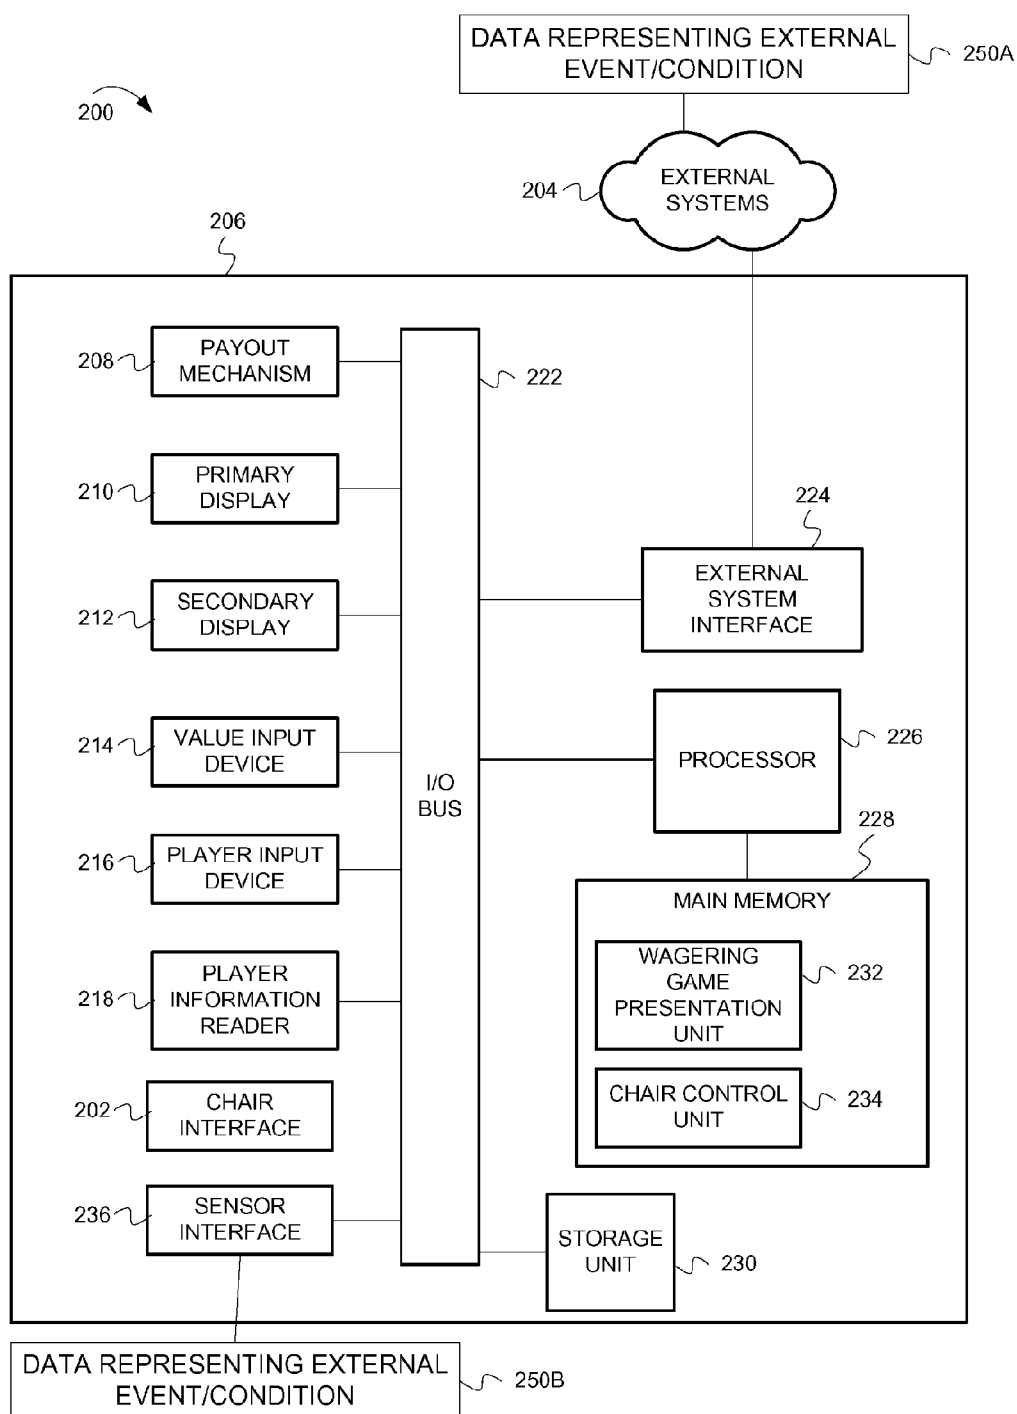 DATA REPRESENTING EXTERNAL
EVENT/CONDITION
250A
200
EXTERNAL
SYSTEMS
204
206
PAYOUT
MECHANISM
208
222
PRIMARY
DISPLAY
210
224
EXTERNAL
SYSTEM
INTERFACE
SECONDARY
DISPLAY
212
VALUE INPUT
DEVICE
214
I/O
BUS
PROCESSOR
226
PLAYER INPUT
DEVICE
216
228
MAIN MEMORY
WAGERING
GAME
PRESENTATION
UNIT
232
PLAYER
INFORMATION
READER
218
CHAIR
INTERFACE
202
CHAIR CONTROL
UNIT
234
SENSOR
INTERFACE
236
STORAGE
UNIT
230
DATA REPRESENTING EXTERNAL
EVENT/CONDITION
250B